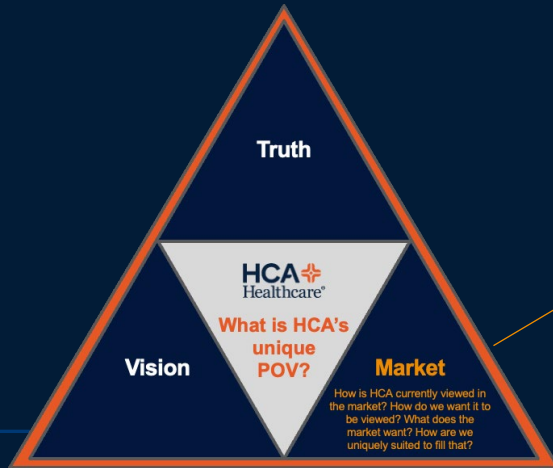 Truth
HCA
Healthcare®
What is HCA's
unique
POV?
Vision
Market
How is HCA currently viewed in
the market? How do we want it to
be viewed? What does the
market want? How are we
uniquely suited to fill that?